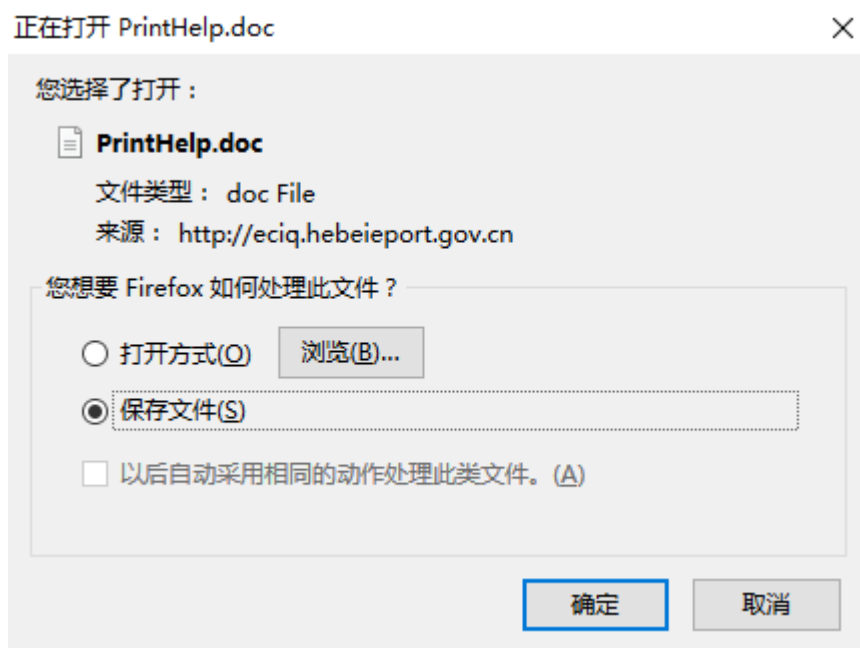 正在打开 PrintHelp.doc
您选择了打开：
PrintHelp.doc
文件类型： doc File
来源： http://eciq.hebeieport.gov.cn
您想要 Firefox 如何处理此文件？
打开方式(O) 浏览(B)...
保存文件(S)
以后自动采用相同的动作处理此类文件。(A)
确定 取消